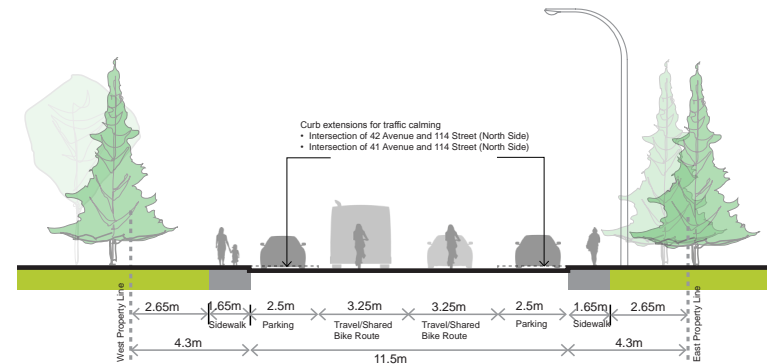 Curb extensions for traffic calming
• Intersection of 42 Avenue and 114 Street (North Side)
• Intersection of 41 Avenue and 114 Street (North Side)
West Property Line
East Property Line
2.65m
1.65m
2.5m
3.25m
3.25m
2.5m
1.65m
2.65m
Sidewalk
Parking
Travel/Shared
Bike Route
Travel/Shared
Bike Route
Parking
Sidewalk
4.3m
11.5m
4.3m